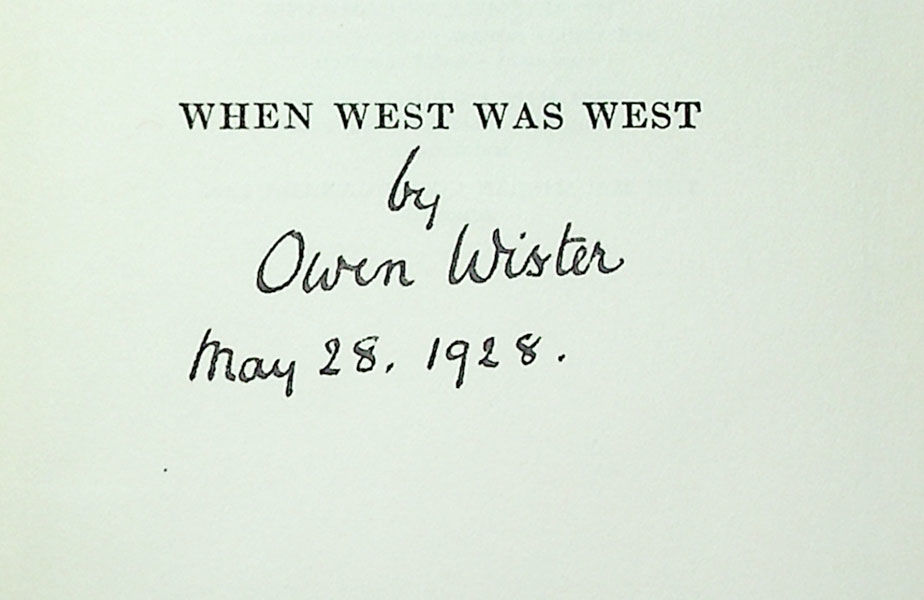 WHEN WEST WAS WEST
by
Owen Wister
May 28, 1928.